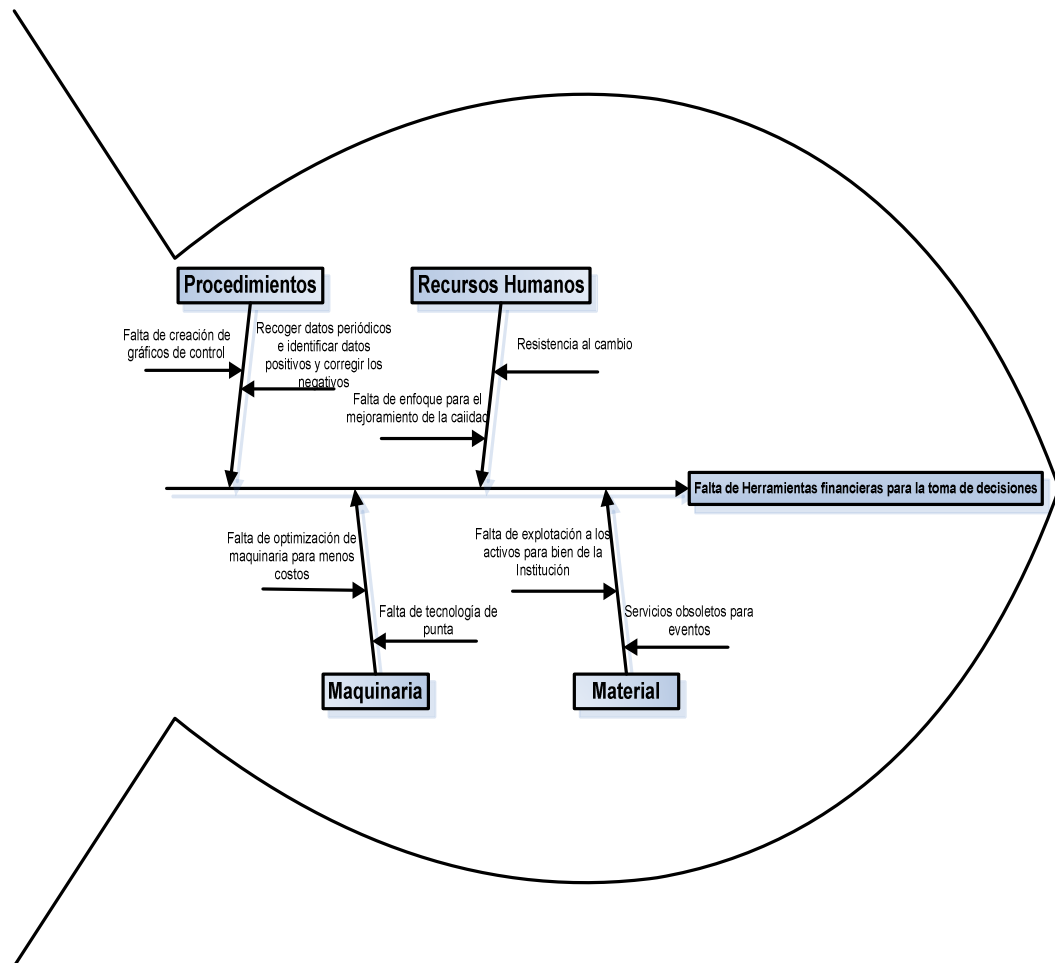 Procedimientos
Recursos Humanos
Falta de creación de
gráficos de control
Recoger datos periódicos
e identificar datos
positivos y corregir los
negativos
Resistencia al cambio
Falta de enfoque para el
mejoramiento de la calidad
Falta de Herramientas financieras para la toma de decisiones
Falta de optimización de
maquinaria para menos
costos
Falta de tecnología de
punta
Falta de explotación a los
activos para bien de la
Institución
Servicios obsoletos para
eventos
Maquinaria
Material